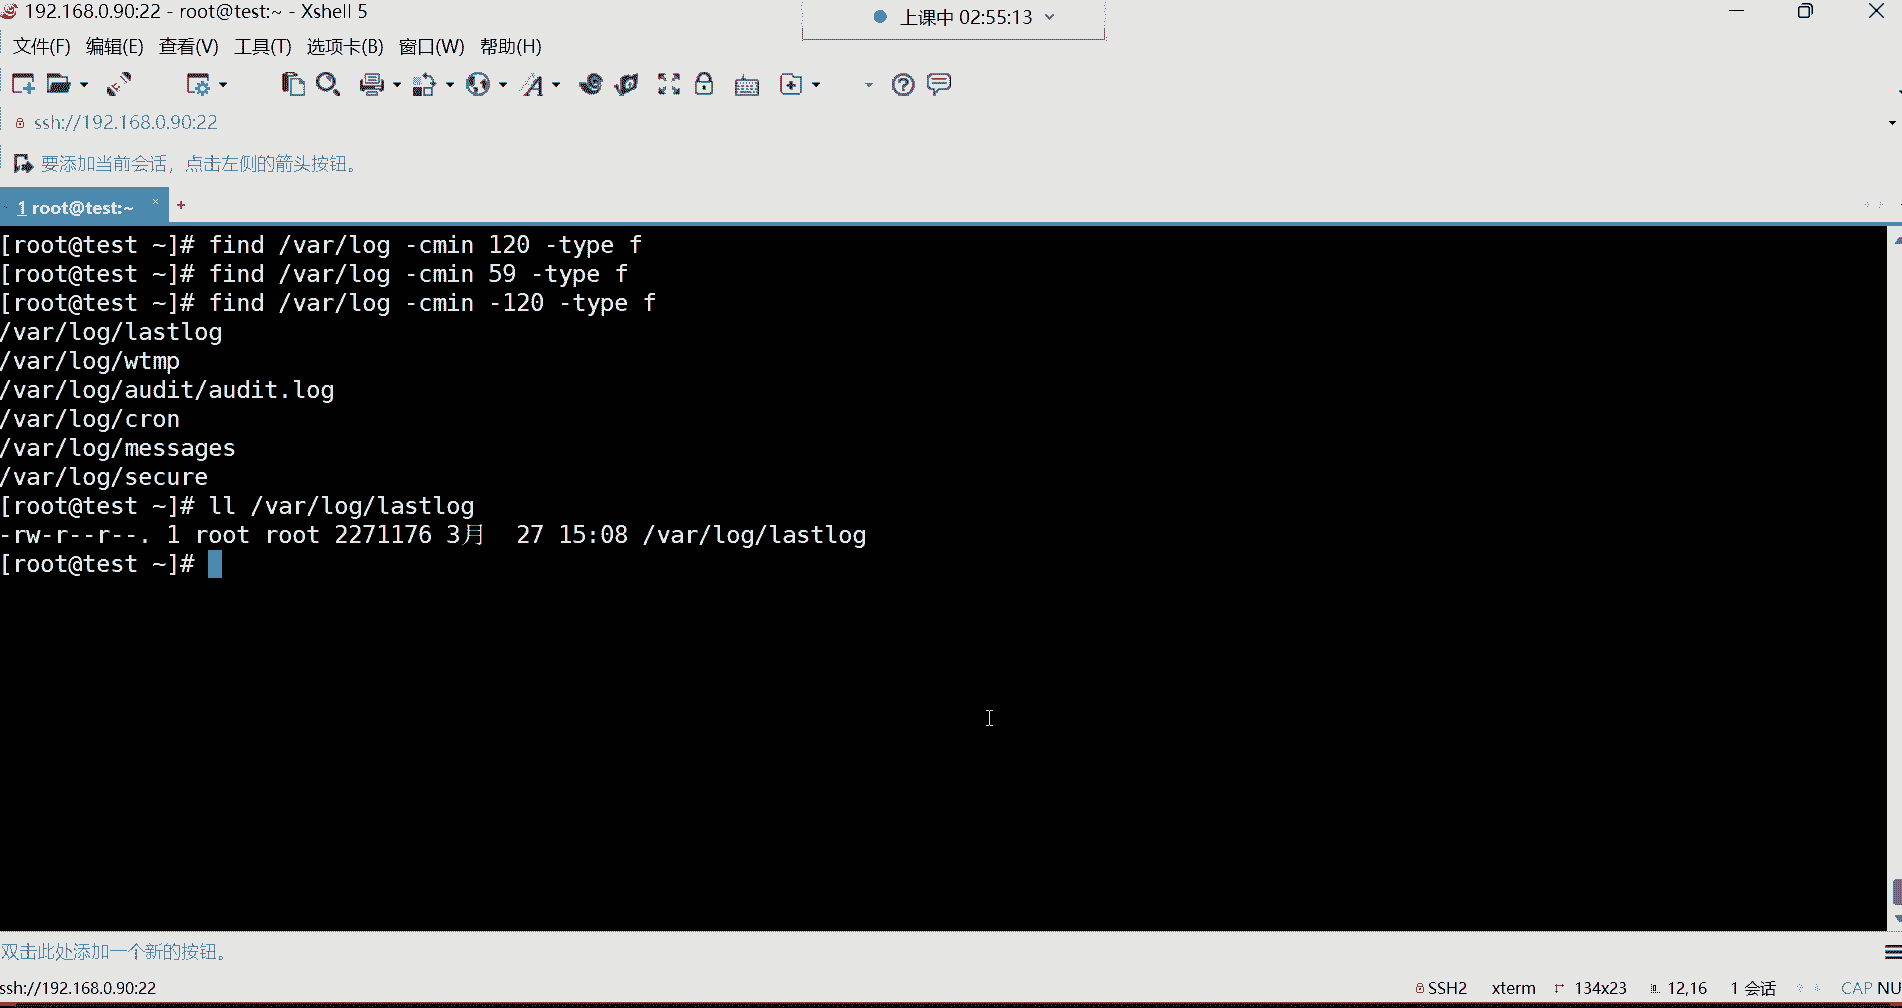 192.168.0.90:22 - root@test:~ - Xshell 5
上课中 02:55:13
文件(F) 编辑(E) 查看(V) 工具(T) 选项卡(B) 窗口(W) 帮助(H)
ssh://192.168.0.90:22
要添加当前会话，点击左侧的箭头按钮。
1 root@test:~ × +
[root@test ~]# find /var/log -cmin 120 -type f
[root@test ~]# find /var/log -cmin 59 -type f
[root@test ~]# find /var/log -cmin -120 -type f
/var/log/lastlog
/var/log/wtmp
/var/log/audit/audit.log
/var/log/cron
/var/log/messages
/var/log/secure
[root@test ~]# ll /var/log/lastlog
-rw-r--r--. 1 root root 2271176 3月  27 15:08 /var/log/lastlog
[root@test ~]#
双击此处添加一个新的按钮。
ssh://192.168.0.90:22 SSH2 xterm 134x23 12,16 1 会话 CAP NU